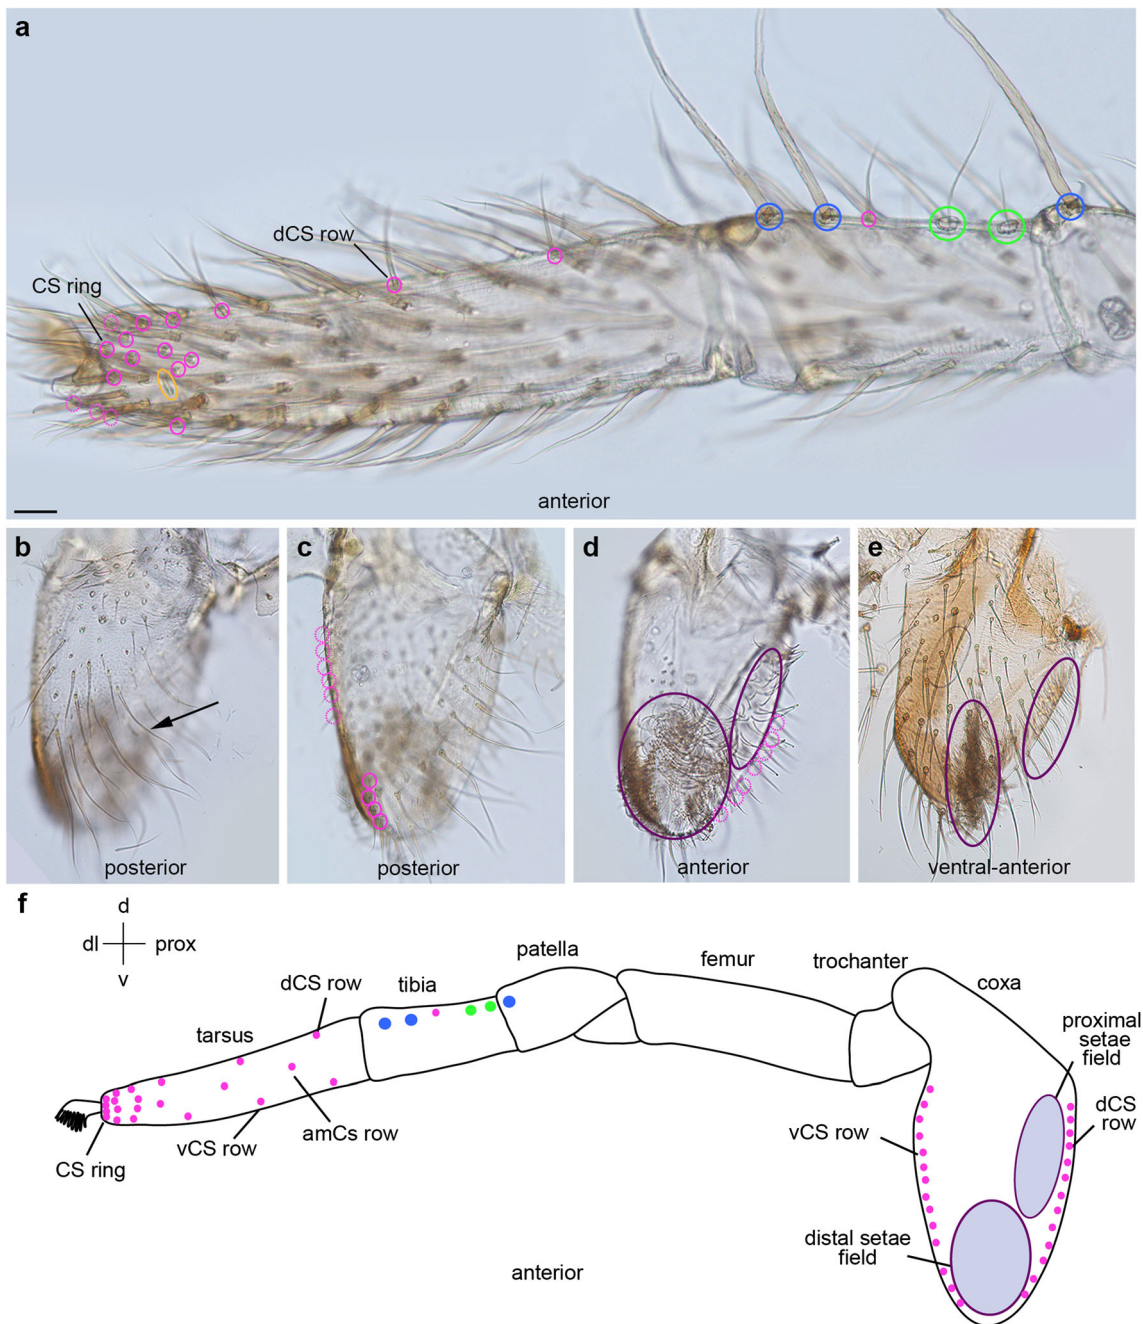 a
dCS row
CS ring
anterior
b
posterior
c
posterior
d
anterior
e
ventral-anterior
f
d
dl
prox
v
tarsus
dCS row
tibia
patella
femur
trochanter
coxa
proximal
setae
field
dCS
row
vCS row
CS ring
vCS row
amCs row
distal setae
field
anterior